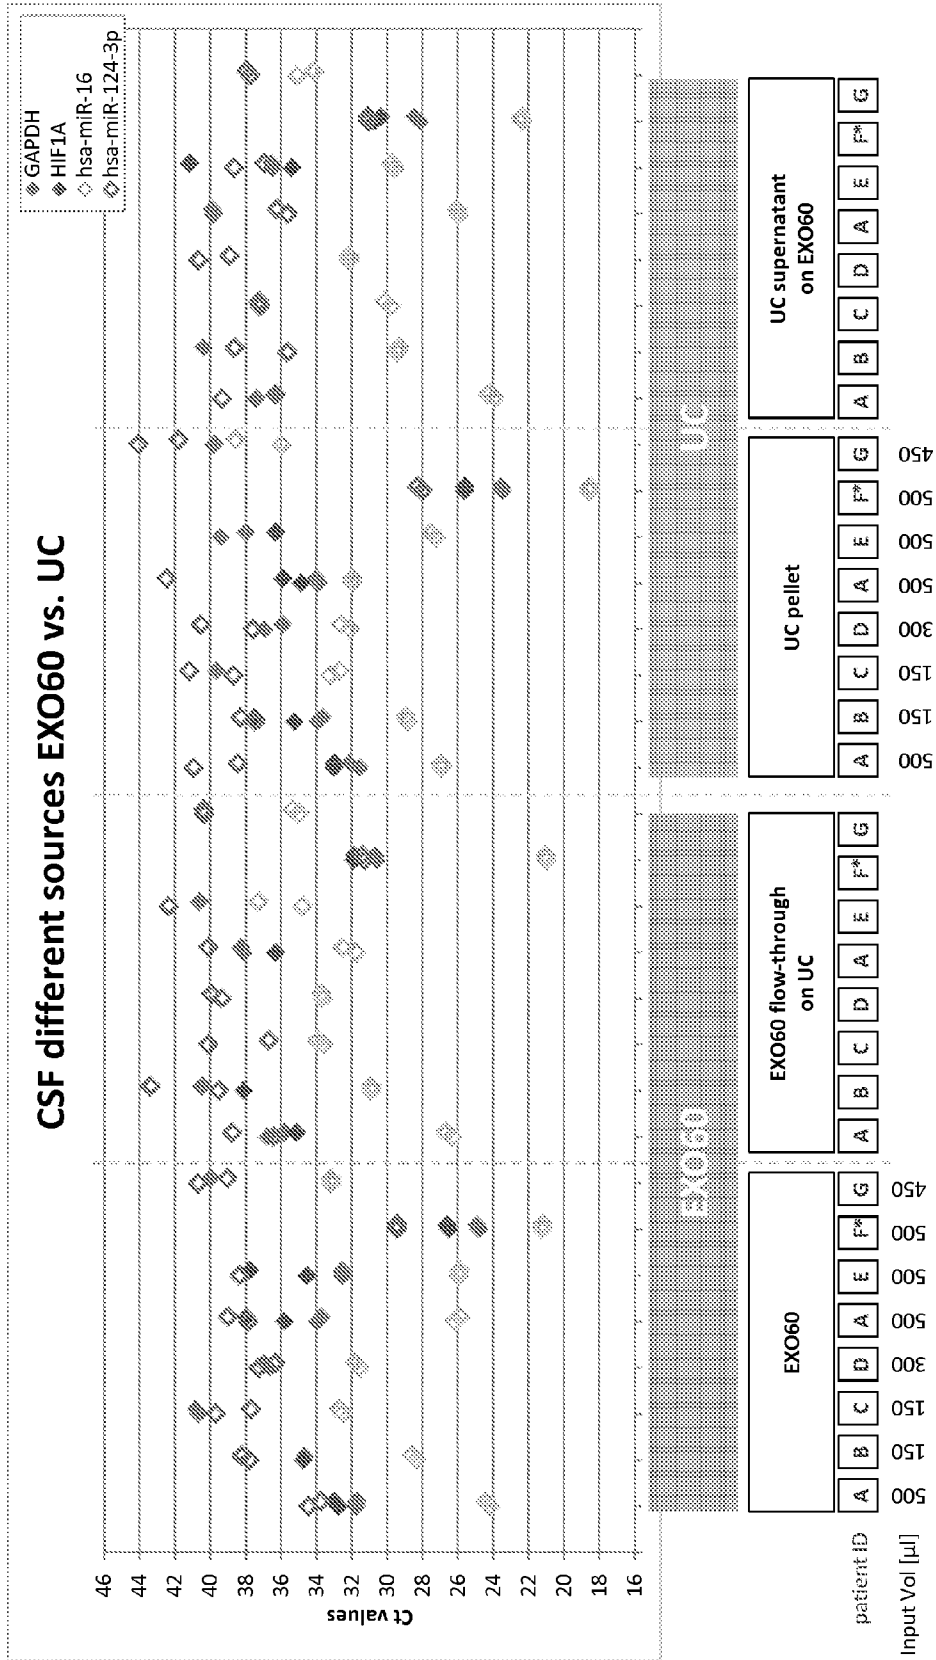 CSF different sources EXO60 vs. UC
GAPDH
HIF1A
hsa-miR-16
hsa-miR-124-3p
Ct values
46
44
42
40
38
36
34
32
30
28
26
24
22
20
18
16
EXO60
UC
EXO60
EXO60 flow-through
on UC
UC pellet
UC supernatant
on EXO60
patient ID
A B C D A E F* G A B C D A E F* G A B C D A E F* G A B C D A E F* G
Input Vol [µl]
500 150 150 300 500 500 500 450 500 150 150 300 500 500 500 450